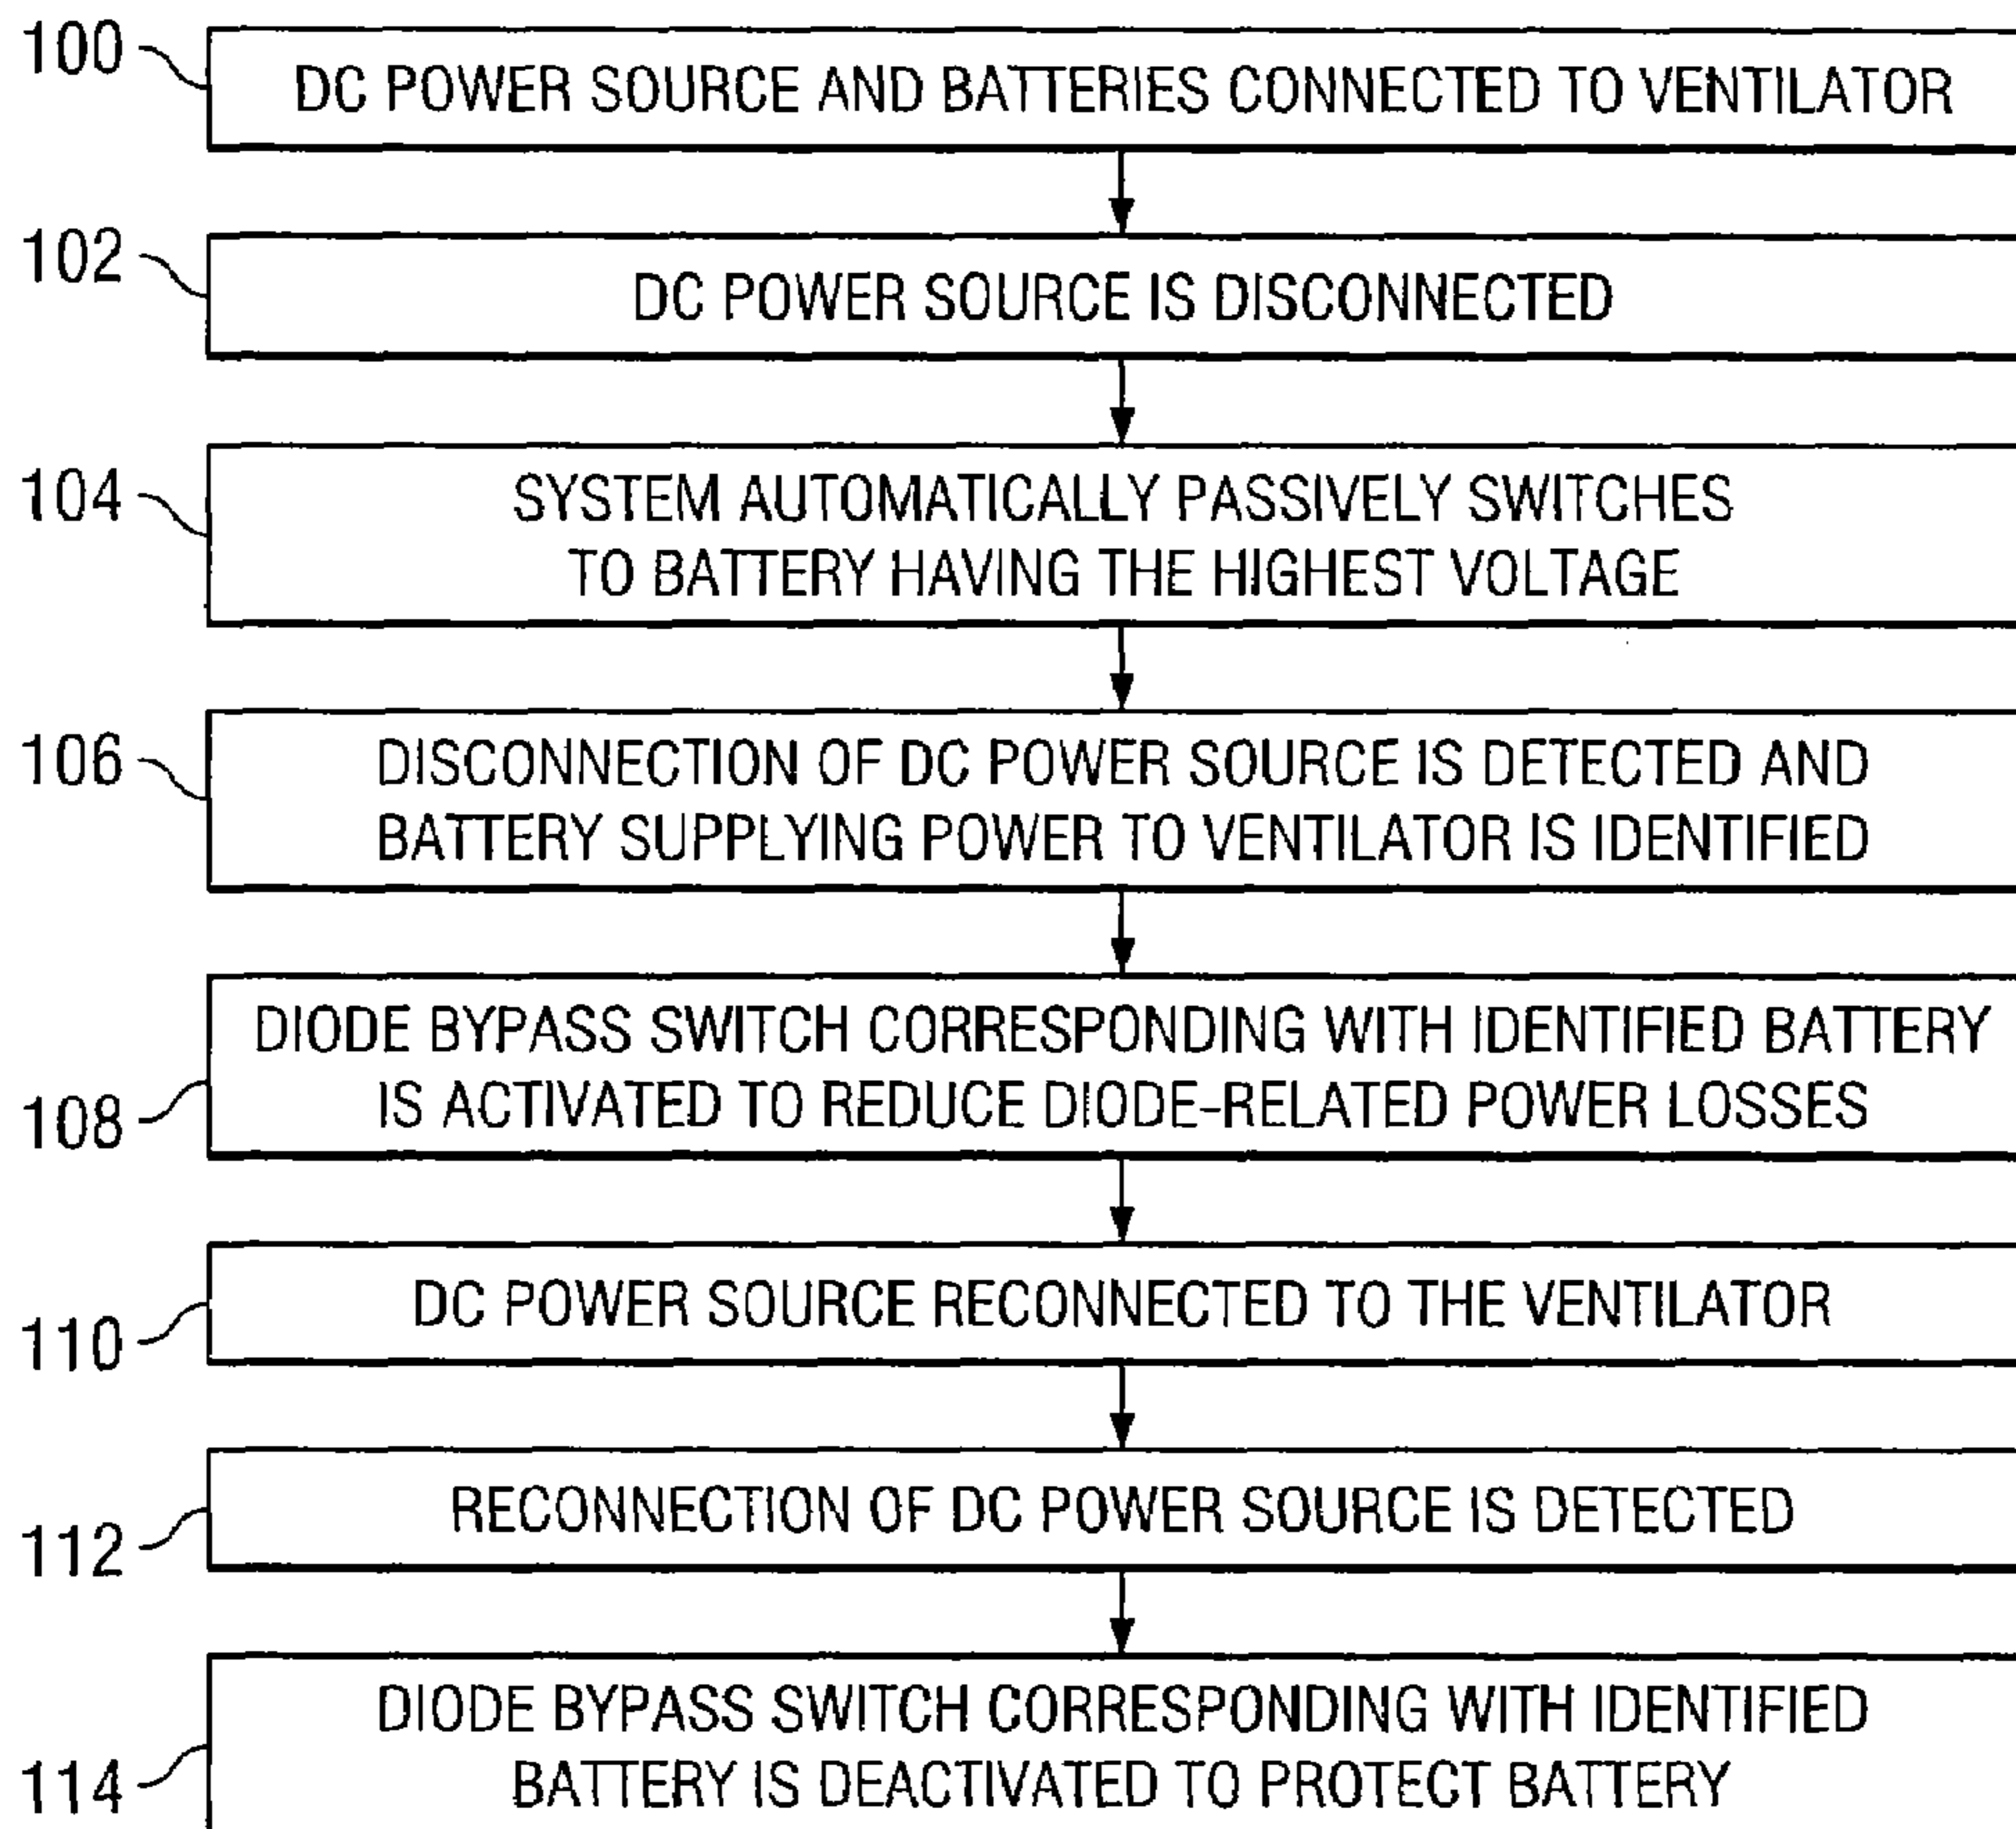 100
DC POWER SOURCE AND BATTERIES CONNECTED TO VENTILATOR
102
DC POWER SOURCE IS DISCONNECTED
104
SYSTEM AUTOMATICALLY PASSIVELY SWITCHES
TO BATTERY HAVING THE HIGHEST VOLTAGE
106
DISCONNECTION OF DC POWER SOURCE IS DETECTED AND
BATTERY SUPPLYING POWER TO VENTILATOR IS IDENTIFIED
108
DIODE BYPASS SWITCH CORRESPONDING WITH IDENTIFIED BATTERY
IS ACTIVATED TO REDUCE DIODE-RELATED POWER LOSSES
110
DC POWER SOURCE RECONNECTED TO THE VENTILATOR
112
RECONNECTION OF DC POWER SOURCE IS DETECTED
114
DIODE BYPASS SWITCH CORRESPONDING WITH IDENTIFIED
BATTERY IS DEACTIVATED TO PROTECT BATTERY